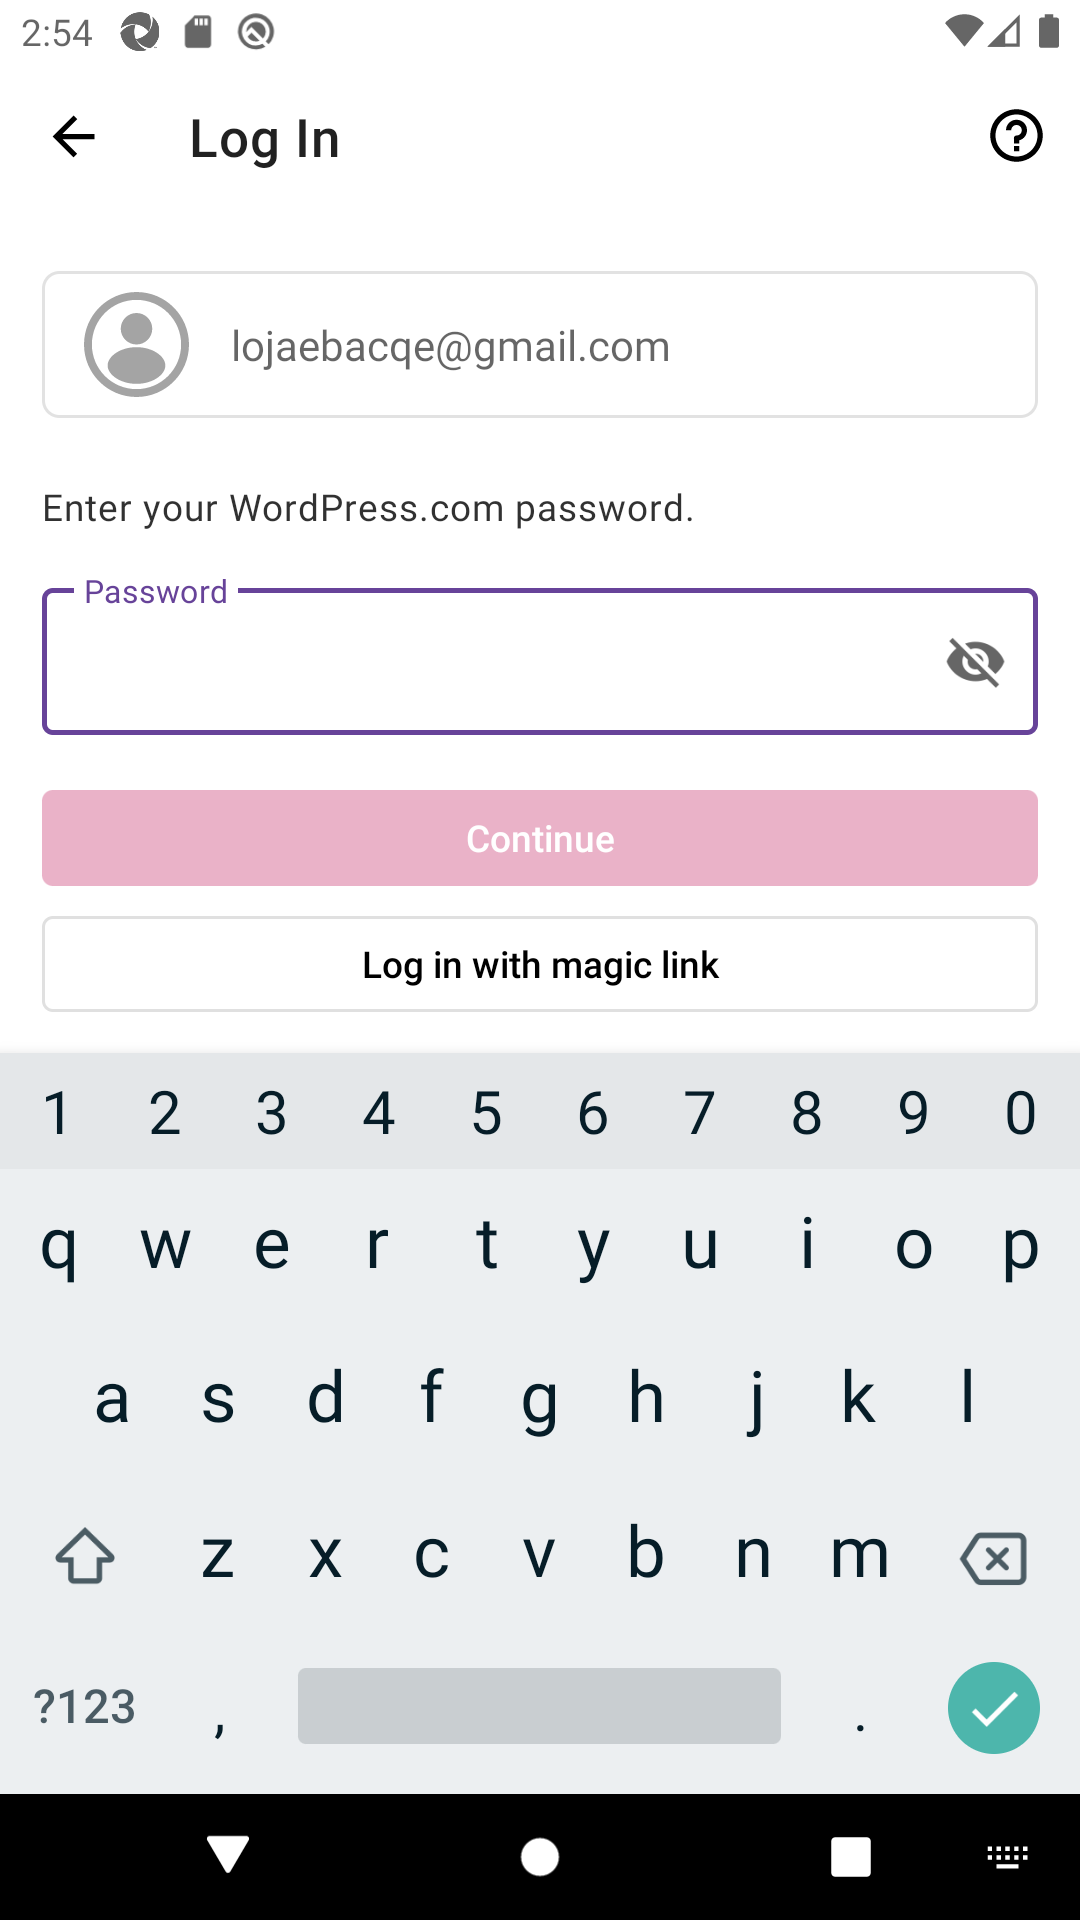 2:54
Log In
lojaebacqe@gmail.com
Enter your WordPress.com password.
Password
Continue
Log in with magic link
1 2 3 4 5 6 7 8 9 0
q w e r t y u i o p
a s d f g h j k l
z x c v b n m
?123 , .